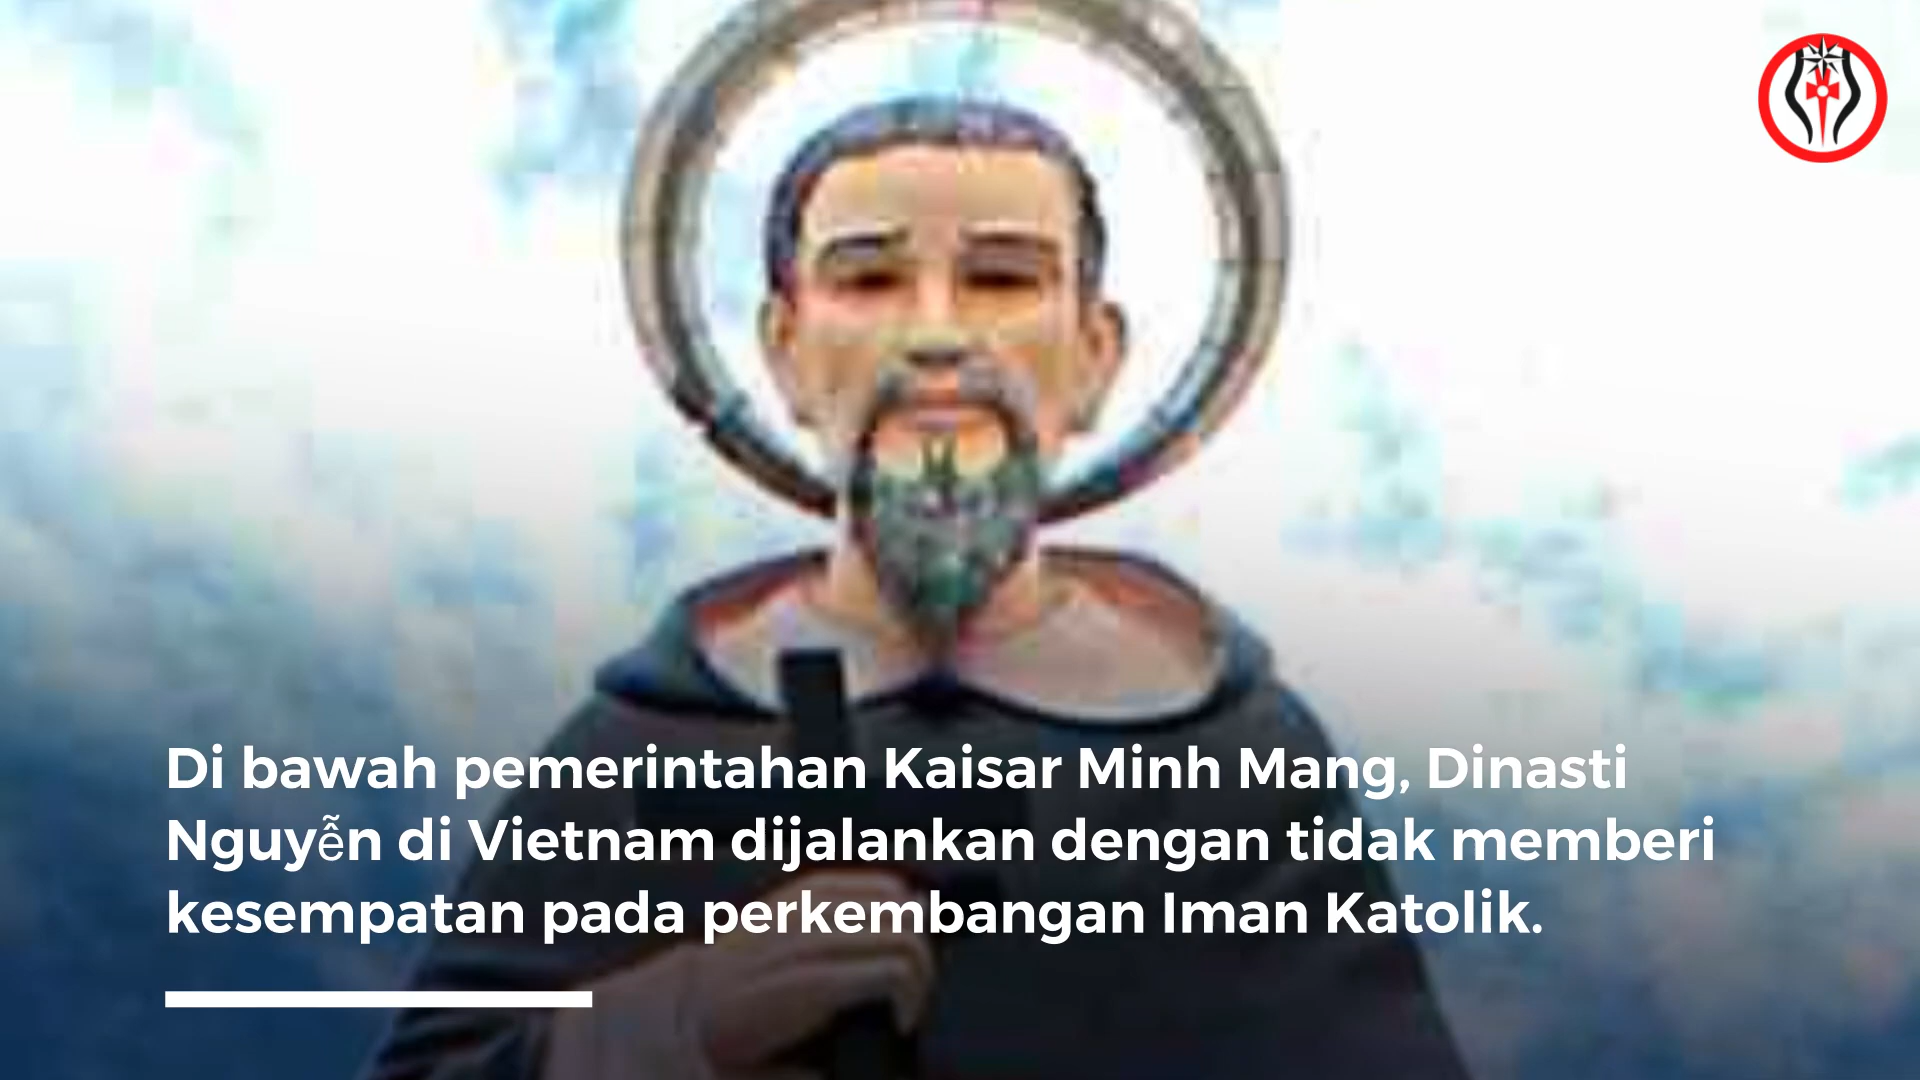 Di bawah pemerintahan Kaisar Minh Mang, Dinasti
Nguyễn di Vietnam dijalankan dengan tidak memberi
kesempatan pada perkembangan Iman Katolik.